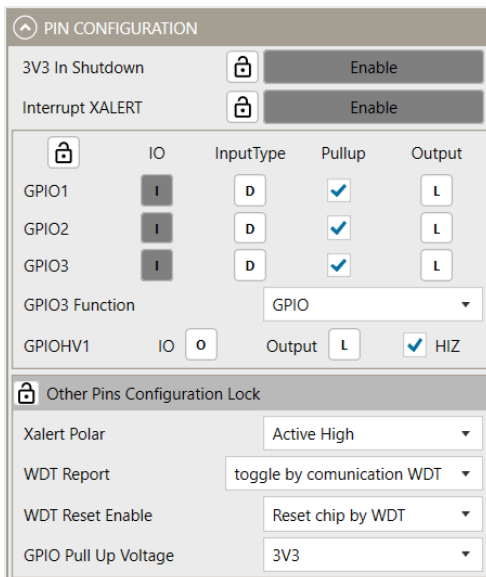 PIN CONFIGURATION
3V3 In Shutdown Enable
Interrupt XALERT Enable
IO InputType Pullup Output
GPIO1 I D L
GPIO2 I D L
GPIO3 I D L
GPIO3 Function GPIO
GPIOHV1 IO O Output L HIZ
Other Pins Configuration Lock
Xalert Polar Active High
WDT Report toggle by comunication WDT
WDT Reset Enable Reset chip by WDT
GPIO Pull Up Voltage 3V3